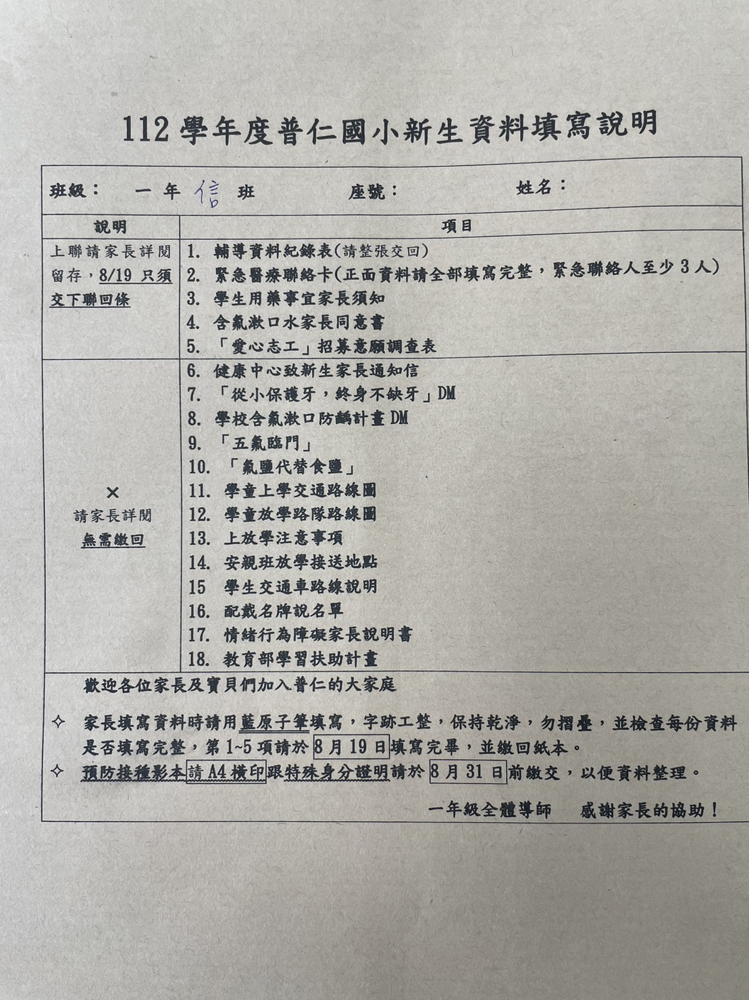 112 學年度普仁國小新生資料填寫說明
班級： 一 年 信 班 座號： 姓名：
說明 項目
上聯請家長詳閱
留存，8/19 只須
交下聯回條
1. 輔導資料紀錄表(請整張交回)
2. 緊急醫療聯絡卡(正面資料請全部填寫完整，緊急聯絡人至少 3 人)
3. 學生用藥事宜家長須知
4. 含氟漱口水家長同意書
5. 「愛心志工」招募意願調查表
✕
請家長詳閱
無需繳回
6. 健康中心致新生家長通知信
7. 「從小保護牙，終身不缺牙」DM
8. 學校含氟漱口防齲計畫 DM
9. 「五氟臨門」
10. 「氟鹽代替食鹽」
11. 學童上學交通路線圖
12. 學童放學路隊路線圖
13. 上放學注意事項
14. 安親班放學接送地點
15 學生交通車路線說明
16. 配戴名牌說名單
17. 情緒行為障礙家長說明書
18. 教育部學習扶助計畫
歡迎各位家長及寶貝們加入普仁的大家庭
✧ 家長填寫資料時請用藍原子筆填寫，字跡工整，保持乾淨，勿摺疊，並檢查每份資料
是否填寫完整，第 1~5 項請於 8 月 19 日填寫完畢，並繳回紙本。
✧ 預防接種影本請 A4 橫印跟特殊身分證明請於 8 月 31 日前繳交，以便資料整理。
一年級全體導師 感謝家長的協助！